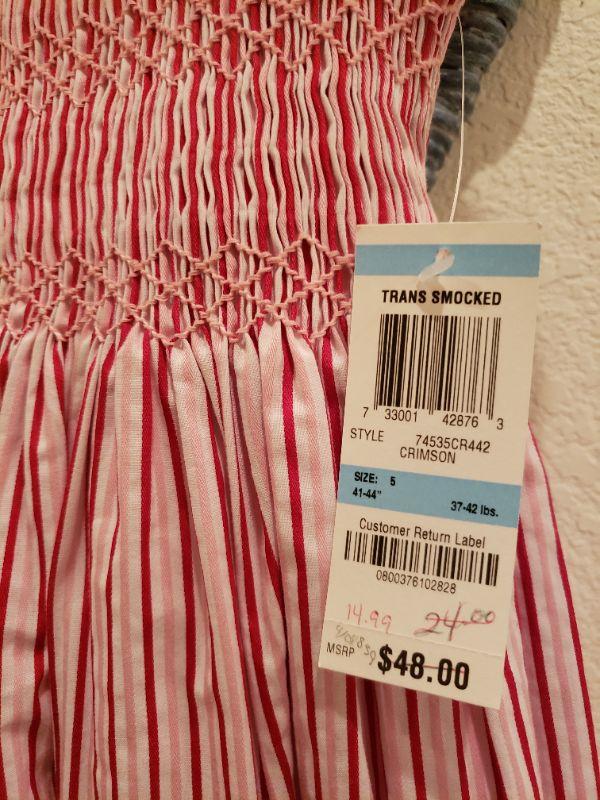 TRANS SMOCKED
7 33001 42876 3
STYLE 74535CR442
CRIMSON
SIZE: 5
41-44" 37-42 lbs.
Customer Return Label
0800376102828
14.99 24.00
MSRP $48.00